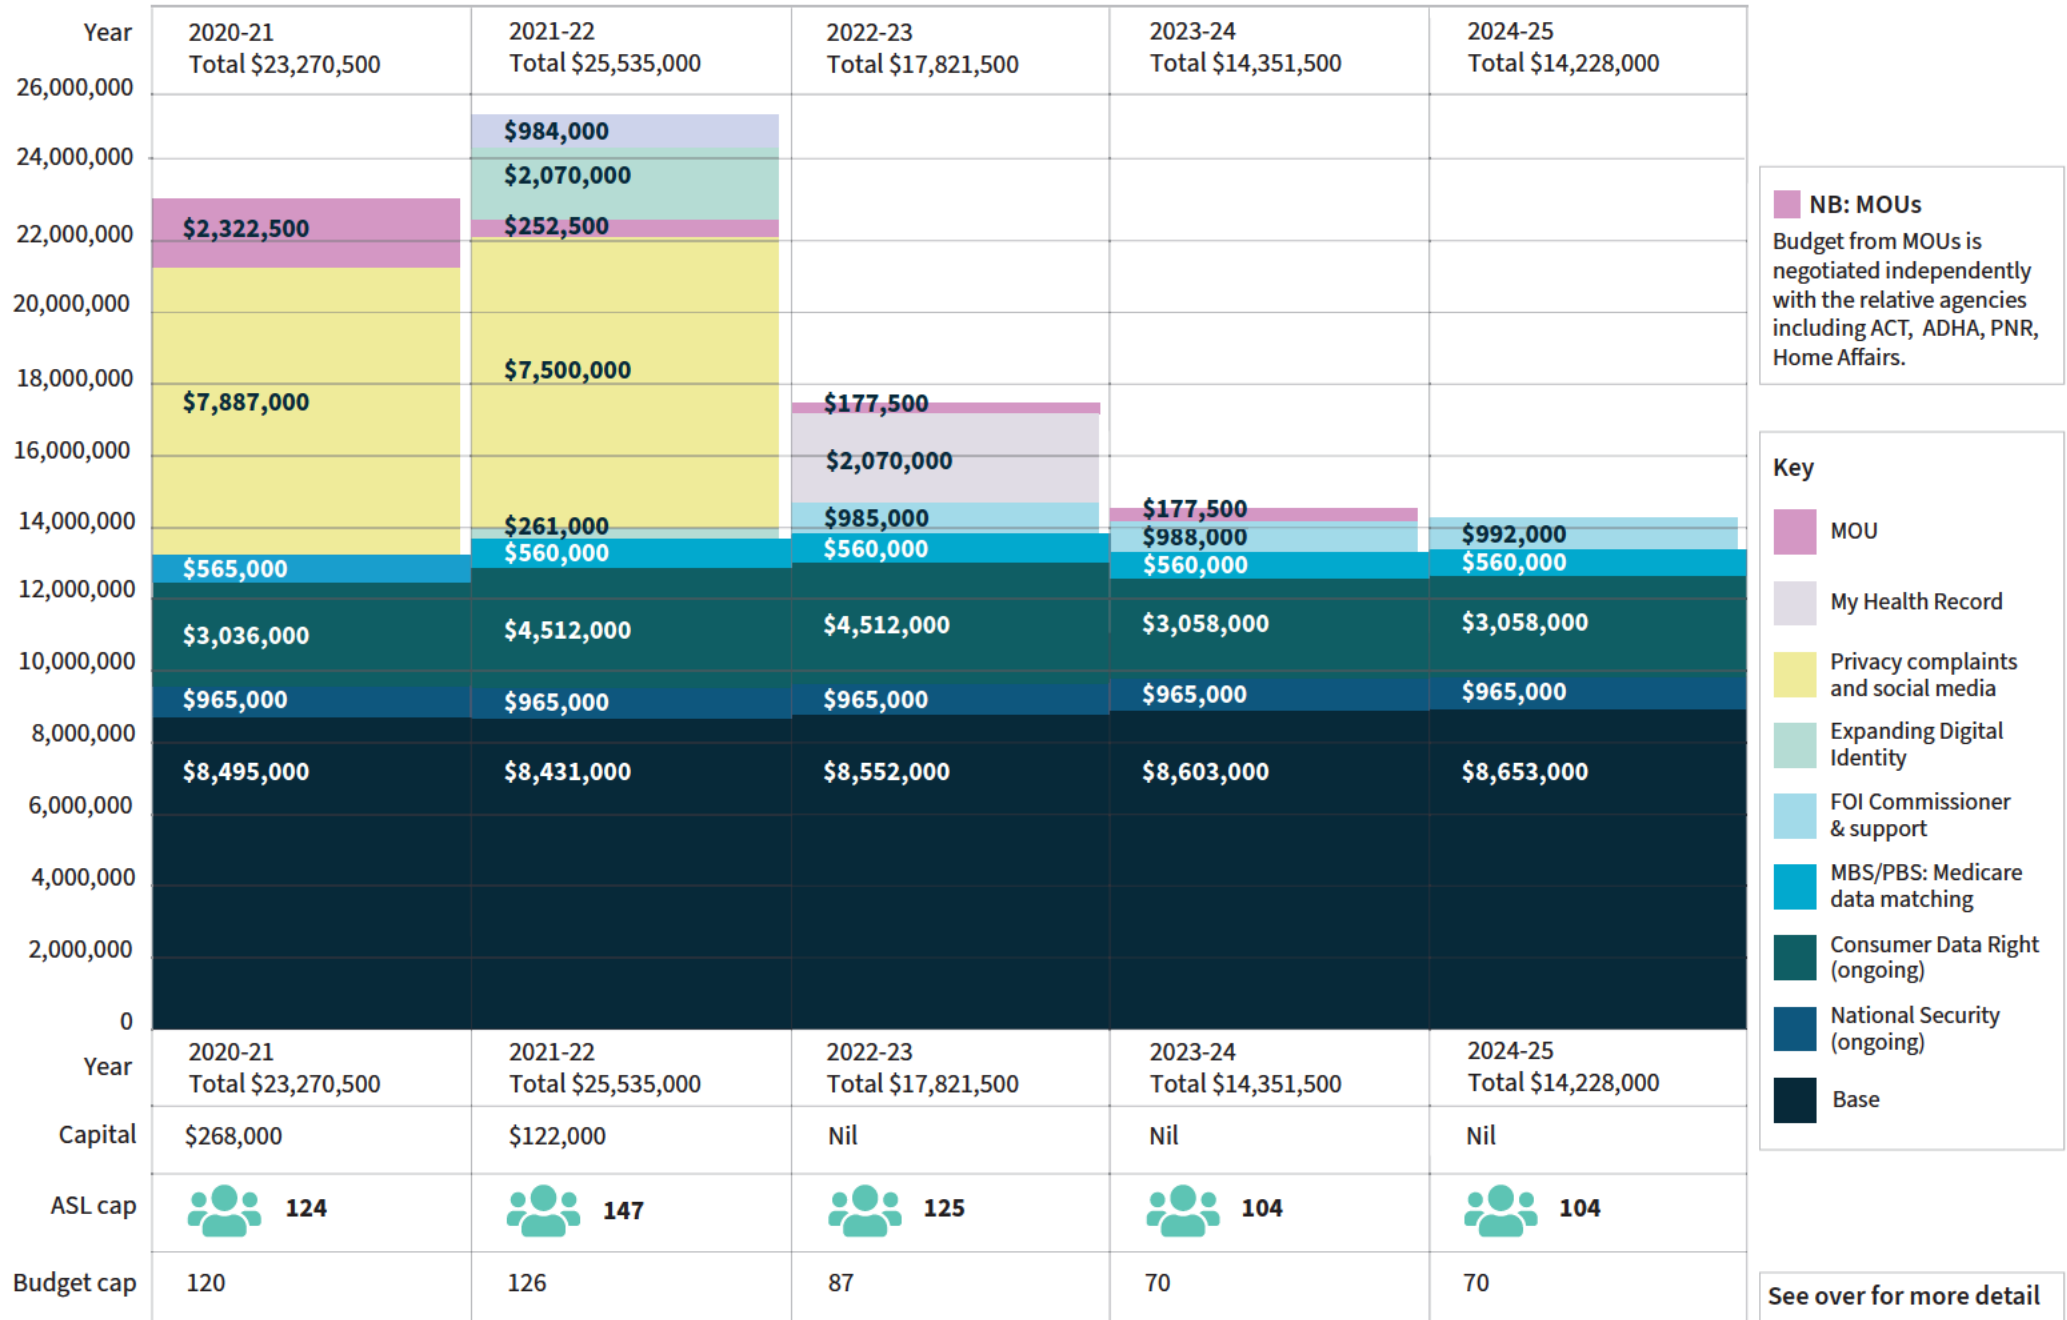 Year
2020-21
Total $23,270,500
2021-22
Total $25,535,000
2022-23
Total $17,821,500
2023-24
Total $14,351,500
2024-25
Total $14,228,000
26,000,000
24,000,000
22,000,000
20,000,000
18,000,000
16,000,000
14,000,000
12,000,000
10,000,000
8,000,000
6,000,000
4,000,000
2,000,000
0
$2,322,500
$7,887,000
$565,000
$3,036,000
$965,000
$8,495,000
$984,000
$2,070,000
$252,500
$7,500,000
$261,000
$560,000
$4,512,000
$965,000
$8,431,000
$177,500
$2,070,000
$985,000
$560,000
$4,512,000
$965,000
$8,552,000
$177,500
$988,000
$560,000
$3,058,000
$965,000
$8,603,000
$992,000
$560,000
$3,058,000
$965,000
$8,653,000
Year
2020-21
Total $23,270,500
2021-22
Total $25,535,000
2022-23
Total $17,821,500
2023-24
Total $14,351,500
2024-25
Total $14,228,000
Capital
$268,000
$122,000
Nil
Nil
Nil
ASL cap
124
147
125
104
104
Budget cap
120
126
87
70
70
NB: MOUs
Budget from MOUs is
negotiated independently
with the relative agencies
including ACT, ADHA, PNR,
Home Affairs.
Key
MOU
My Health Record
Privacy complaints
and social media
Expanding Digital
Identity
FOI Commissioner
& support
MBS/PBS: Medicare
data matching
Consumer Data Right
(ongoing)
National Security
(ongoing)
Base
See over for more detail